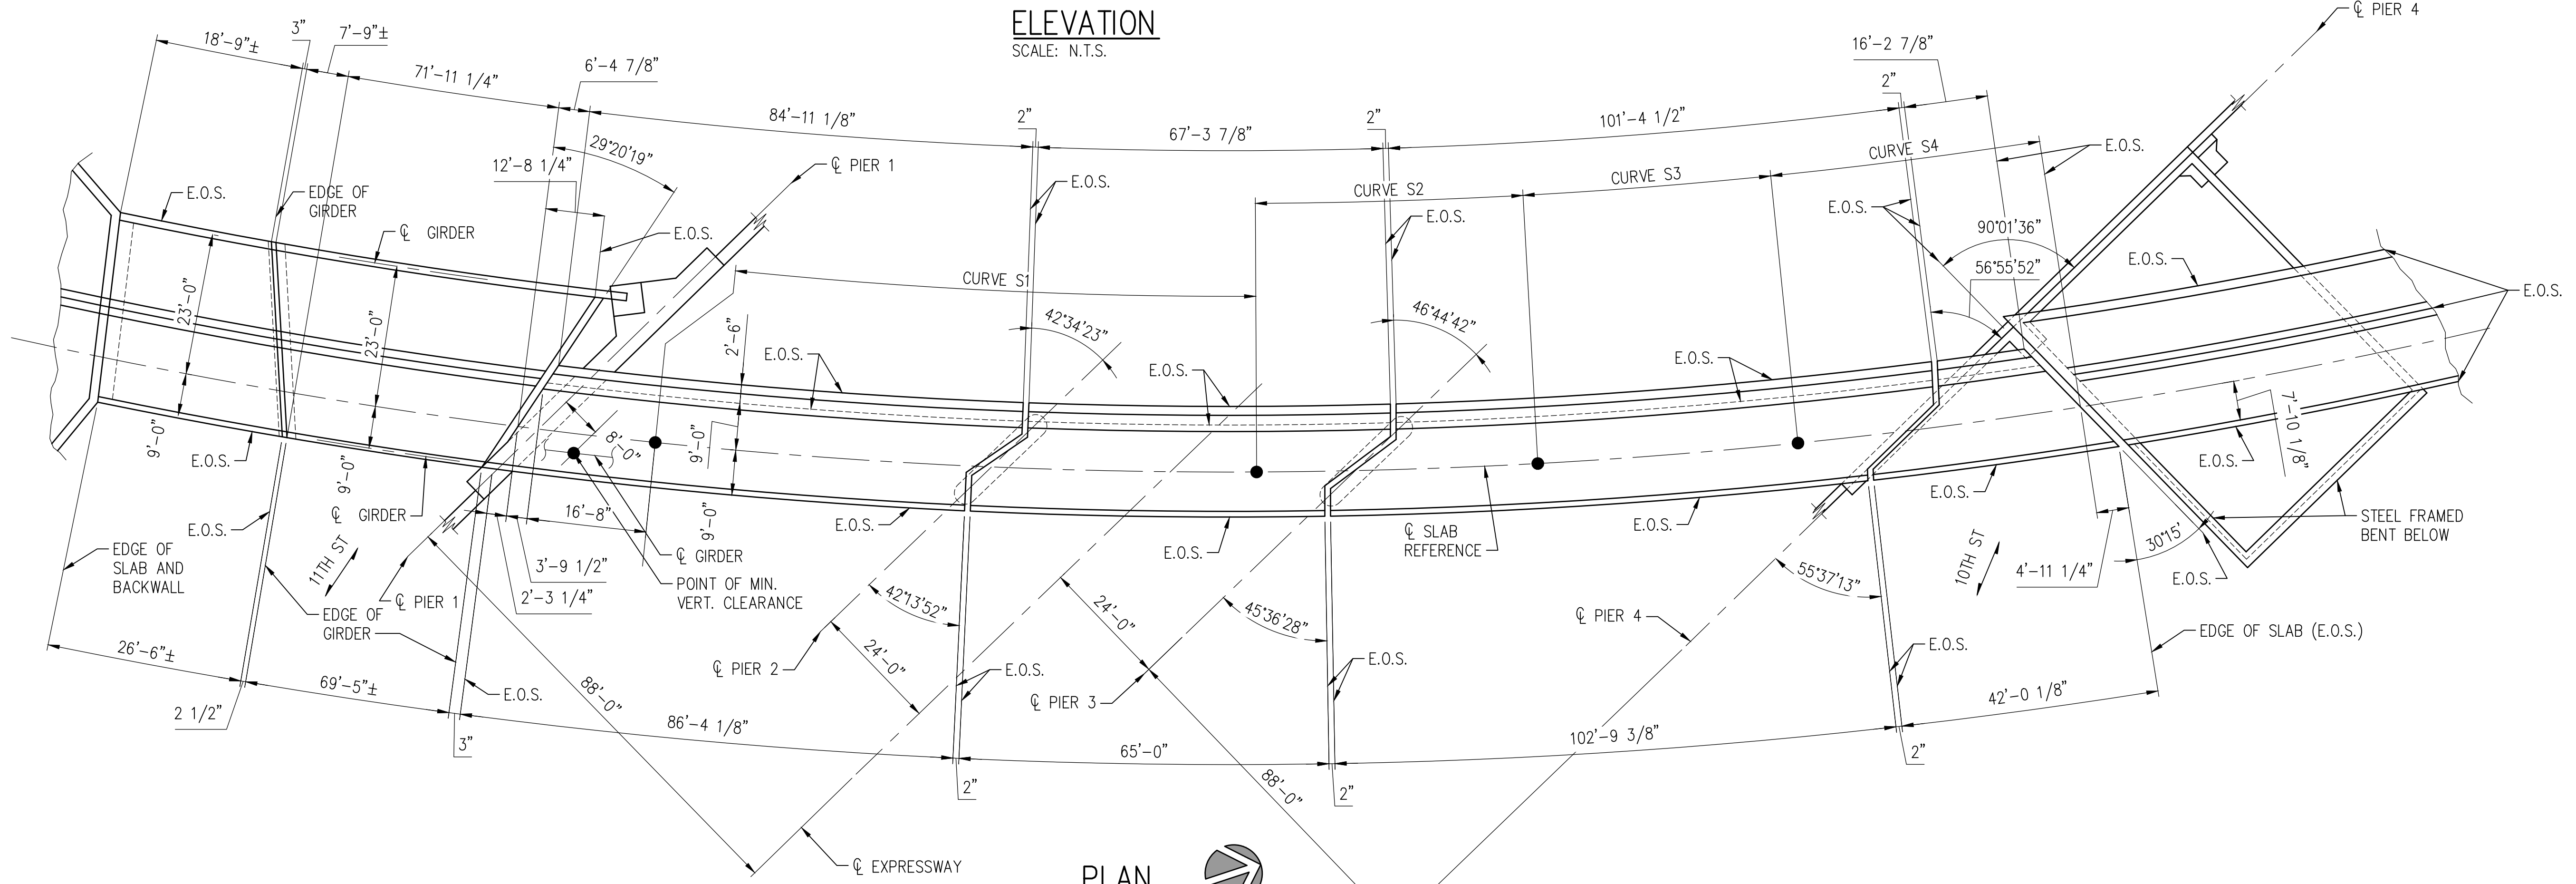 ELEVATION
SCALE: N.T.S.
℄ PIER 4
18'-9"±
3"
7'-9"±
71'-11 1/4"
6'-4 7/8"
84'-11 1/8"
2"
67'-3 7/8"
2"
101'-4 1/2"
2"
16'-2 7/8"
29°20'19"
12'-8 1/4"
℄ PIER 1
E.O.S.
EDGE OF
GIRDER
℄ GIRDER
E.O.S.
E.O.S.
CURVE S1
CURVE S2
CURVE S3
CURVE S4
E.O.S.
E.O.S.
E.O.S.
90°01'36"
56°55'52"
E.O.S.
E.O.S.
23'-0"
23'-0"
9'-0"
9'-0"
2'-6"
9'-0"
9'-0"
8'-0"
E.O.S.
42°34'23"
E.O.S.
46°44'42"
E.O.S.
7'-10 1/8"
E.O.S.
E.O.S.
℄ GIRDER
16'-8"
E.O.S.
E.O.S.
℄ SLAB
REFERENCE
E.O.S.
E.O.S.
E.O.S.
STEEL FRAMED
BENT BELOW
EDGE OF
SLAB AND
BACKWALL
11TH ST
℄ PIER 1
EDGE OF
GIRDER
3'-9 1/2"
2'-3 1/4"
℄ GIRDER
POINT OF MIN.
VERT. CLEARANCE
42°13'52"
24'-0"
45°36'28"
55°37'13"
10TH ST
4'-11 1/4"
30°15'
E.O.S.
℄ PIER 4
EDGE OF SLAB (E.O.S.)
26'-6"±
2 1/2"
69'-5"±
E.O.S.
3"
88'-0"
86'-4 1/8"
℄ PIER 2
24'-0"
E.O.S.
2"
℄ PIER 3
65'-0"
88'-0"
E.O.S.
2"
102'-9 3/8"
E.O.S.
2"
42'-0 1/8"
℄ EXPRESSWAY
PLAN